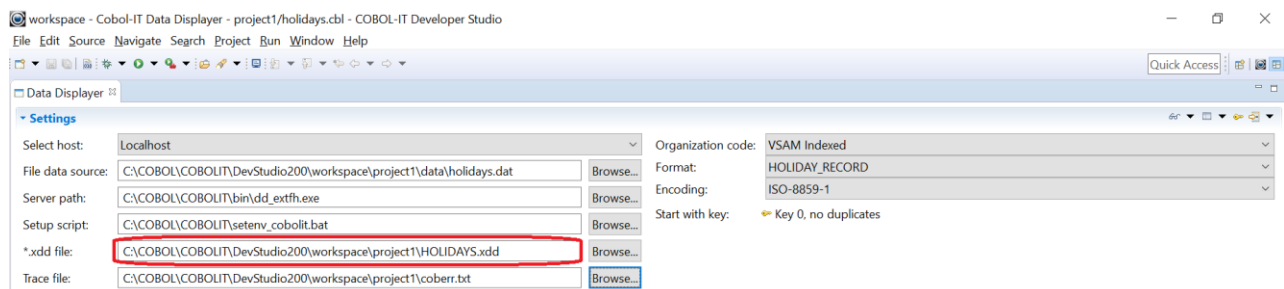 workspace - Cobol-IT Data Displayer - project1/holidays.cbl - COBOL-IT Developer Studio
File Edit Source Navigate Search Project Run Window Help
Quick Access
Data Displayer
Settings
Select host: Localhost Organization code: VSAM Indexed
File data source: C:\COBOL\COBOLIT\DevStudio200\workspace\project1\data\holidays.dat Browse... Format: HOLIDAY_RECORD
Server path: C:\COBOL\COBOLIT\bin\dd_extfh.exe Browse... Encoding: ISO-8859-1
Setup script: C:\COBOL\COBOLIT\setenv_cobolit.bat Browse... Start with key: Key 0, no duplicates
*.xdd file: C:\COBOL\COBOLIT\DevStudio200\workspace\project1\HOLIDAYS.xdd Browse...
Trace file: C:\COBOL\COBOLIT\DevStudio200\workspace\project1\coberr.txt Browse...